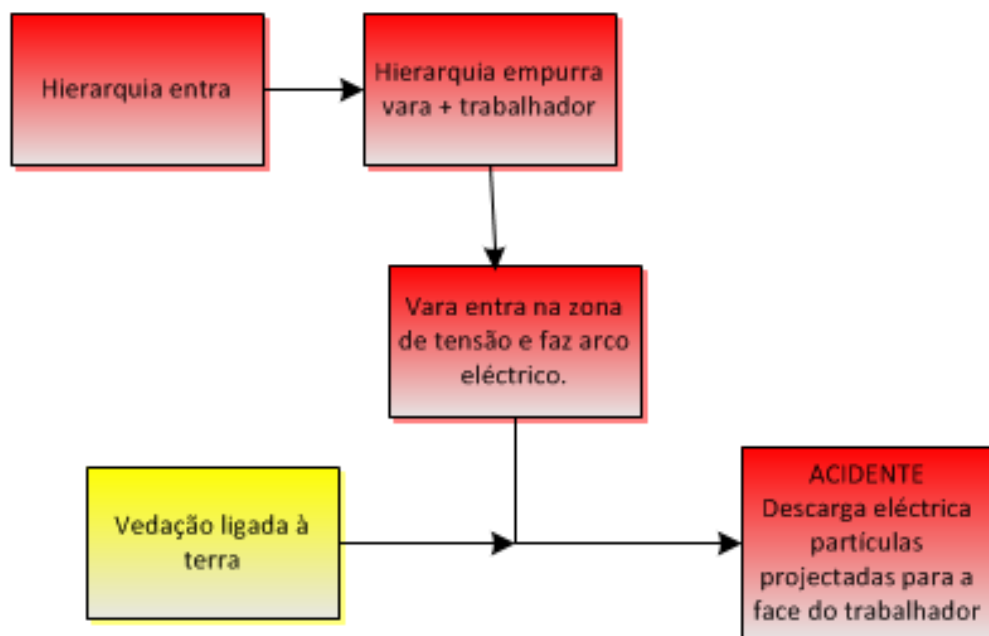 Hierarquia entra
Hierarquia empurra
vara + trabalhador
Vara entra na zona
de tensão e faz arco
eléctrico.
Vedação ligada à
terra
ACIDENTE
Descarga eléctrica
partículas
projectadas para a
face do trabalhador